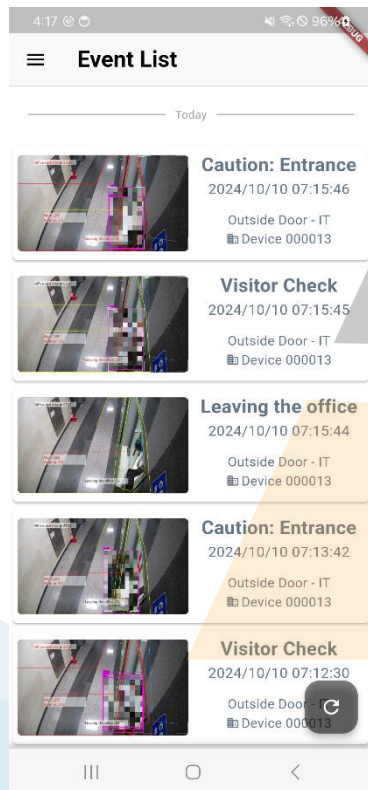 4:17
96%
Event List
Today
Caution: Entrance
2024/10/10 07:15:46
Outside Door - IT
Device 000013
Visitor Check
2024/10/10 07:15:45
Outside Door - IT
Device 000013
Leaving the office
2024/10/10 07:15:44
Outside Door - IT
Device 000013
Caution: Entrance
2024/10/10 07:13:42
Outside Door - IT
Device 000013
Visitor Check
2024/10/10 07:12:30
Outside Door - IT
Device 000013